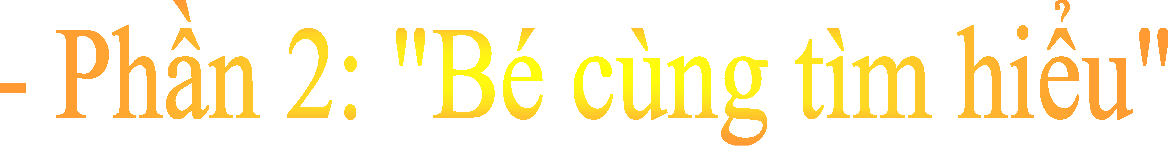 - Phần 2: "Bé cùng tìm hiểu"